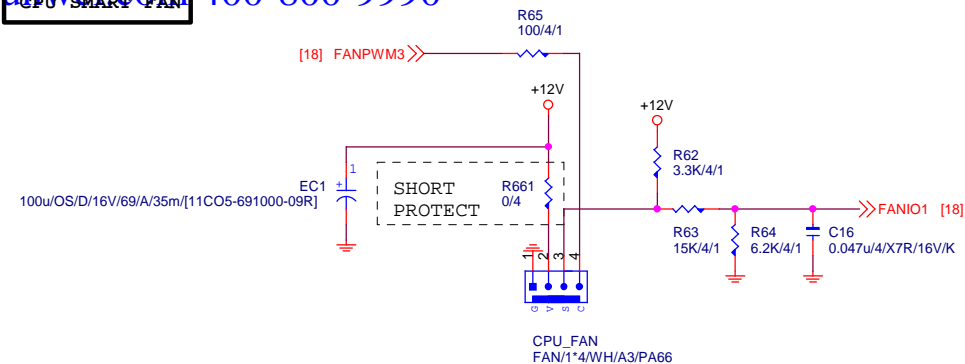 CPU SMART FAN
400-800-9990
R65
100/4/1
[18] FANPWM3
+12V
+12V
R62
3.3K/4/1
1
+
EC1
100u/OS/D/16V/69/A/35m/[11CO5-691000-09R]
SHORT
PROTECT
R661
0/4
FANIO1 [18]
R63
15K/4/1
R64
6.2K/4/1
C16
0.047u/4/X7R/16V/K
1 2 3 4
G V S C
CPU_FAN
FAN/1*4/WH/A3/PA66